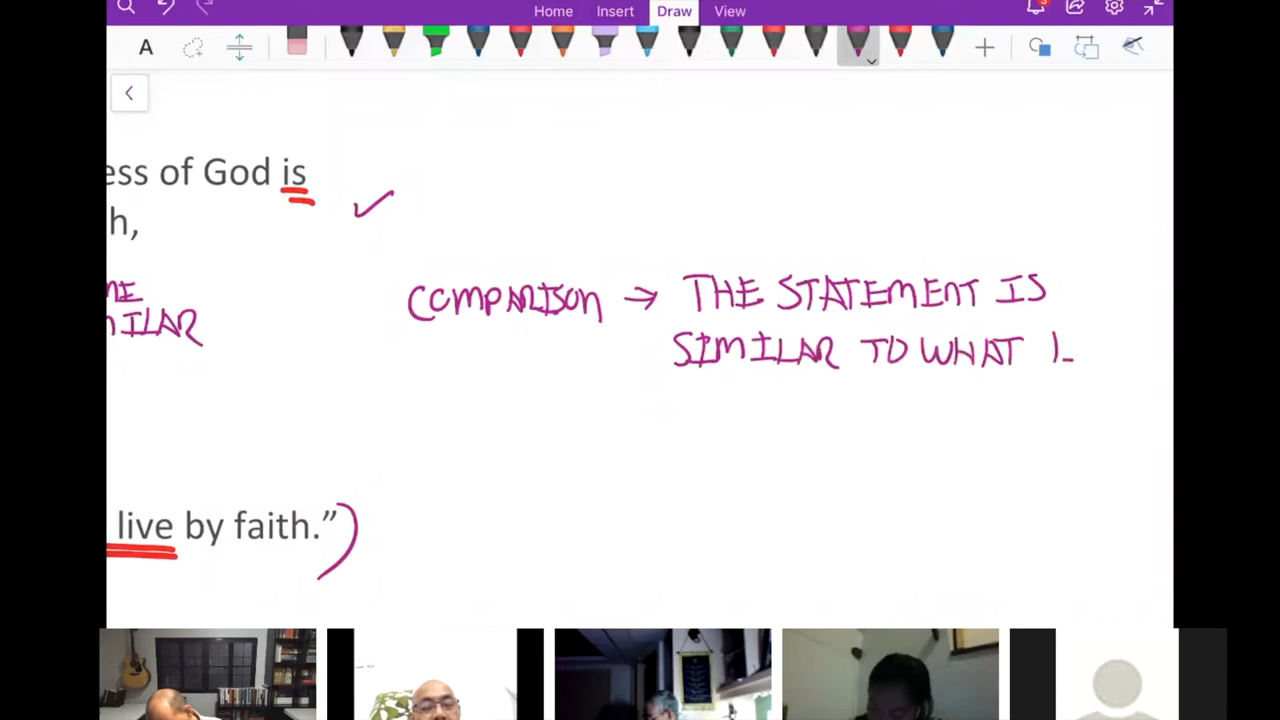 Home Insert Draw View
A
ess of God is
h,
ME
MILAR
COMPARISON → THE STATEMENT IS
SIMILAR TO WHAT
live by faith.”)